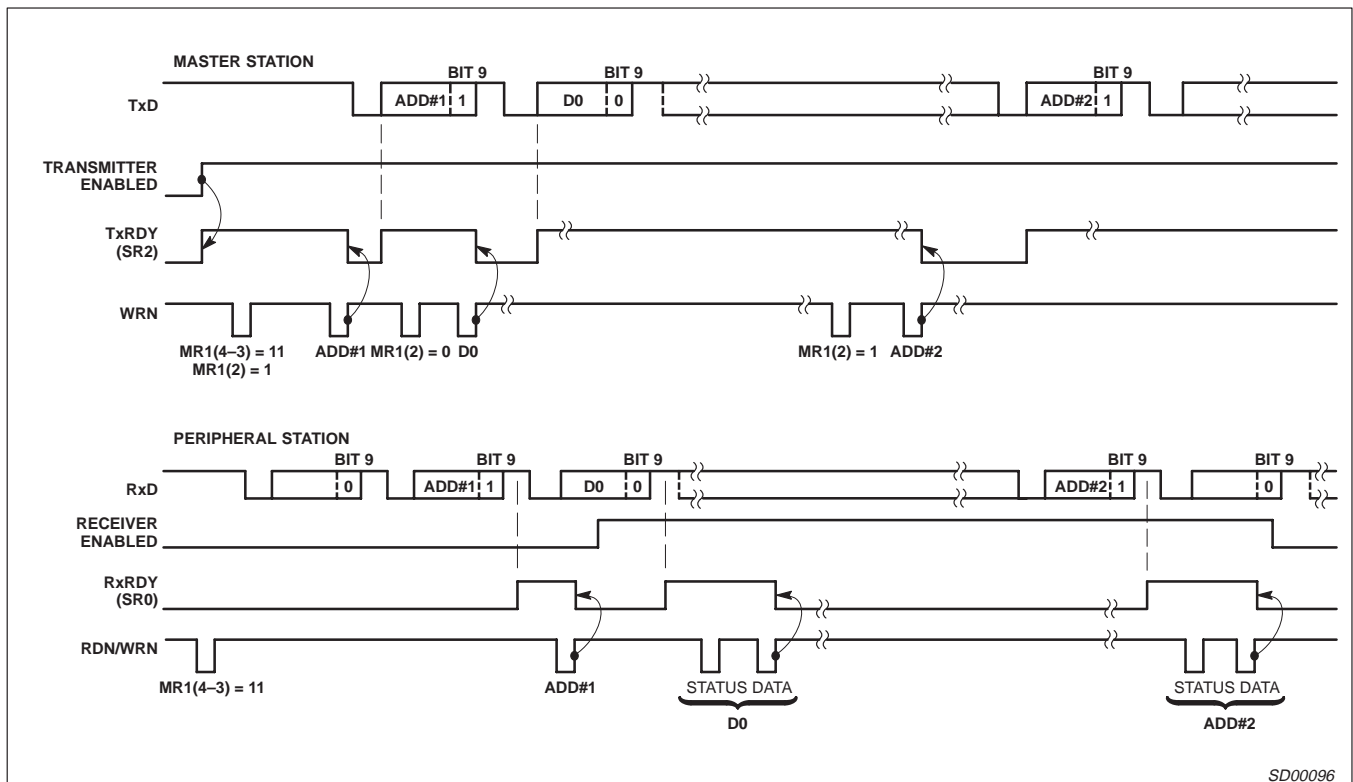 MASTER STATION
BIT 9 BIT 9 BIT 9
TxD ADD#1 1 D0 0 ADD#2 1
TRANSMITTER
ENABLED
TxRDY
(SR2)
WRN
MR1(4–3) = 11 ADD#1 MR1(2) = 0 D0 MR1(2) = 1 ADD#2
MR1(2) = 1
PERIPHERAL STATION
BIT 9 BIT 9 BIT 9 BIT 9 BIT 9
RxD 0 ADD#1 1 D0 0 ADD#2 1 0
RECEIVER
ENABLED
RxRDY
(SR0)
RDN/WRN
MR1(4–3) = 11 ADD#1 STATUS DATA STATUS DATA
D0 ADD#2
SD00096